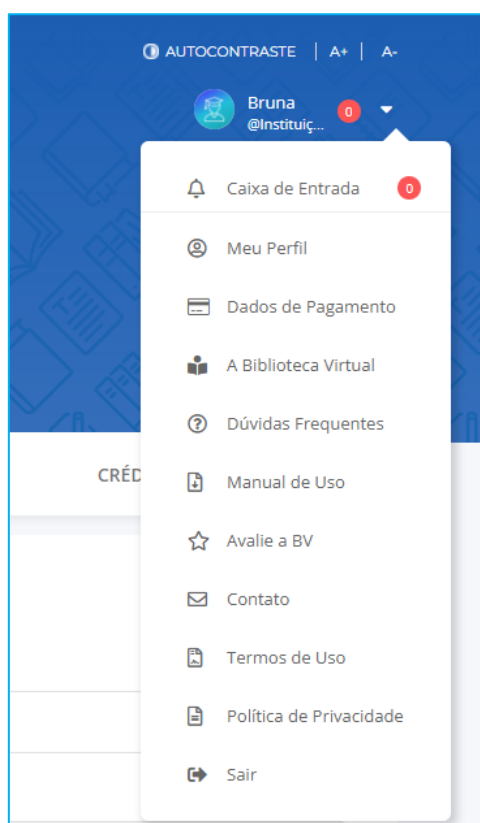 AUTOCONTRASTE | A+ | A-
Bruna
@Instituiç...
0
Caixa de Entrada 0
Meu Perfil
Dados de Pagamento
A Biblioteca Virtual
Dúvidas Frequentes
CRÉD
Manual de Uso
Avalie a BV
Contato
Termos de Uso
Política de Privacidade
Sair